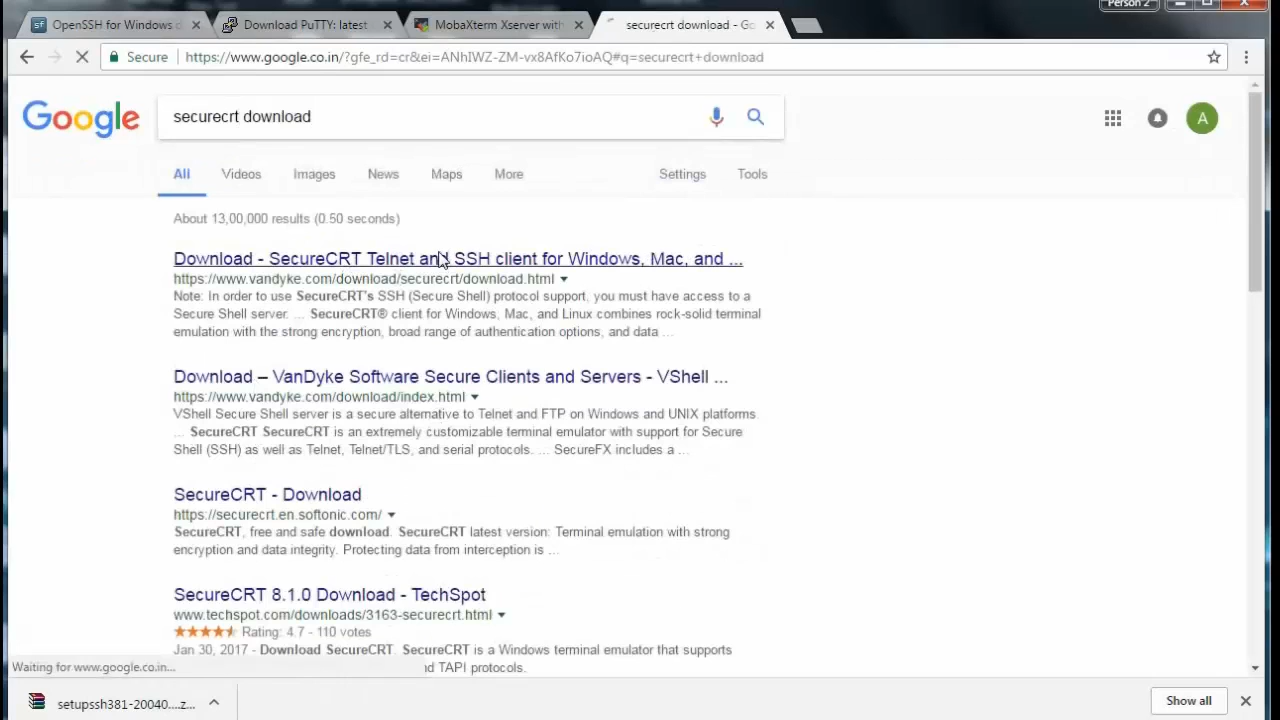 Person 2
OpenSSH for Windows d
Download PuTTY: latest
MobaXterm Xserver with
securecrt download - Go
Secure
https://www.google.co.in/?gfe_rd=cr&ei=ANhIWZ-ZM-vx8AfKo7ioAQ#q=securecrt+download
Google
securecrt download
A
All
Videos
Images
News
Maps
More
Settings
Tools
About 13,00,000 results (0.50 seconds)
Download - SecureCRT Telnet and SSH client for Windows, Mac, and ...
https://www.vandyke.com/download/securecrt/download.html
Note: In order to use SecureCRT's SSH (Secure Shell) protocol support, you must have access to a
Secure Shell server. ... SecureCRT® client for Windows, Mac, and Linux combines rock-solid terminal
emulation with the strong encryption, broad range of authentication options, and data ...
Download – VanDyke Software Secure Clients and Servers - VShell ...
https://www.vandyke.com/download/index.html
VShell Secure Shell server is a secure alternative to Telnet and FTP on Windows and UNIX platforms.
... SecureCRT SecureCRT is an extremely customizable terminal emulator with support for Secure
Shell (SSH) as well as Telnet, Telnet/TLS, and serial protocols. ... SecureFX includes a ...
SecureCRT - Download
https://securecrt.en.softonic.com/
SecureCRT, free and safe download. SecureCRT latest version: Terminal emulation with strong
encryption and data integrity. Protecting data from interception is ...
SecureCRT 8.1.0 Download - TechSpot
www.techspot.com/downloads/3163-securecrt.html
Rating: 4.7 - 110 votes
Jan 30, 2017 - Download SecureCRT. SecureCRT is a Windows terminal emulator that supports
Waiting for www.google.co.in...
d TAPI protocols.
sf
setupssh381-20040....z...
Show all